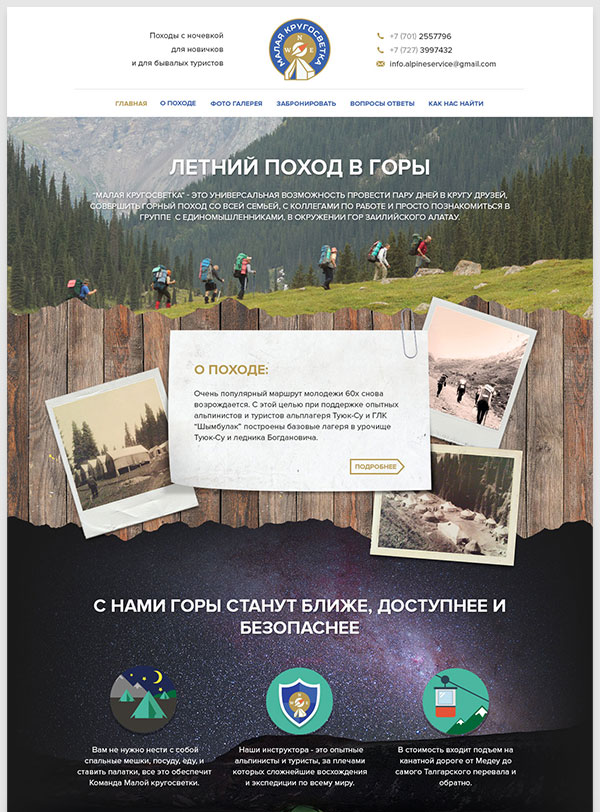 Походы с ночевкой
для новичков
и для бывалых туристов
МАЛАЯ КРУГОСВЕТКА
N
W E
+7 (701) 2557796
+7 (727) 3997432
info.alpineservice@gmail.com
ГЛАВНАЯ О ПОХОДЕ ФОТО ГАЛЕРЕЯ ЗАБРОНИРОВАТЬ ВОПРОСЫ ОТВЕТЫ КАК НАС НАЙТИ
ЛЕТНИЙ ПОХОД В ГОРЫ
"МАЛАЯ КРУГОСВЕТКА" - ЭТО УНИВЕРСАЛЬНАЯ ВОЗМОЖНОСТЬ ПРОВЕСТИ ПАРУ ДНЕЙ В КРУГУ ДРУЗЕЙ,
СОВЕРШИТЬ ГОРНЫЙ ПОХОД СО ВСЕЙ СЕМЬЕЙ, С КОЛЛЕГАМИ ПО РАБОТЕ И ПРОСТО ПОЗНАКОМИТЬСЯ В
ГРУППЕ С ЕДИНОМЫШЛЕННИКАМИ, В ОКРУЖЕНИИ ГОР ЗАИЛИЙСКОГО АЛАТАУ.
О ПОХОДЕ:
Очень популярный маршрут молодежи 60х снова
возрождается. С этой целью при поддержке опытных
альпинистов и туристов альплагеря Туюк-Су и ГЛК
"Шымбулак" построены базовые лагеря в урочище
Туюк-Су и ледника Богдановича.
ПОДРОБНЕЕ
С НАМИ ГОРЫ СТАНУТ БЛИЖЕ, ДОСТУПНЕЕ И
БЕЗОПАСНЕЕ
Вам не нужно нести с собой
спальные мешки, посуду, еду, и
ставить палатки, все это обеспечит
Команда Малой кругосветки.
Наши инструктора - это опытные
альпинисты и туристы, за плечами
которых сложнейшие восхождения
и экспедиции по всему миру.
В стоимость входит подъем на
канатной дороге от Медеу до
самого Талгарского перевала и
обратно.